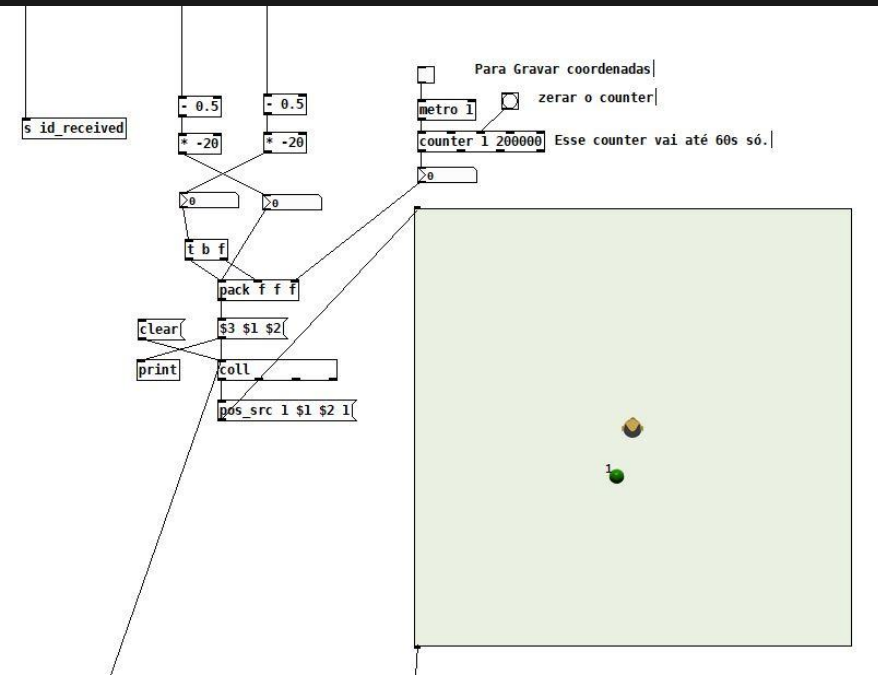 Para Gravar coordenadas
- 0.5
- 0.5
metro 1
zerar o counter
s id_received
* -20
* -20
counter 1 200000
Esse counter vai até 60s só.
0
0
0
t b f
pack f f f
clear
$3 $1 $2
print
coll
pos_src 1 $1 $2 1
1